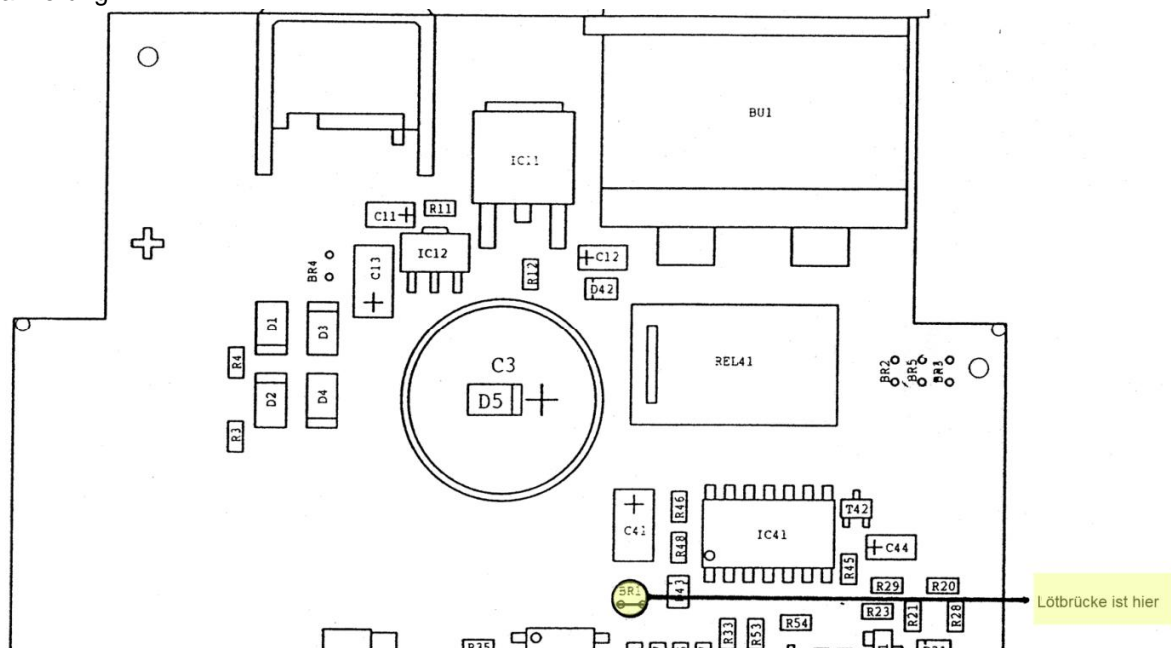 BU1
IC11
C11
R11
IC12
C13
R12
C12
D42
BR4
D1
D3
R4
C3
REL41
BR2
BR5
D2
D4
D5
R3
C41
R46
IC41
T42
R48
C44
R45
BR1
R29
R20
Lötbrücke ist hier
R23
R21
R28
R54
R33
R53
R35